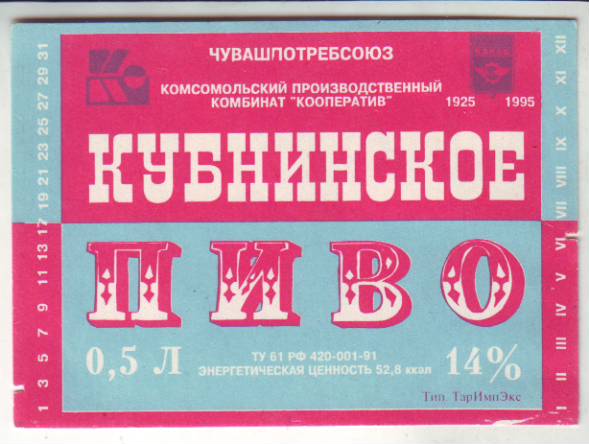 ЧУВАШПОТРЕБСОЮЗ
КОМСОМОЛЬСКИЙ ПРОИЗВОДСТВЕННЫЙ
КОМБИНАТ "КООПЕРАТИВ"
1925 1995
КУБНИНСКОЕ
ПИВО
0,5 Л
ТУ 61 РФ 420-001-91
ЭНЕРГЕТИЧЕСКАЯ ЦЕННОСТЬ 52,8 ккал
14%
Тип. ТарИмпЭкс
1 3 5 7 9 11 13 17 19 21 23 25 27 29 31
I II III IV V VI VII VIII IX X XI XII